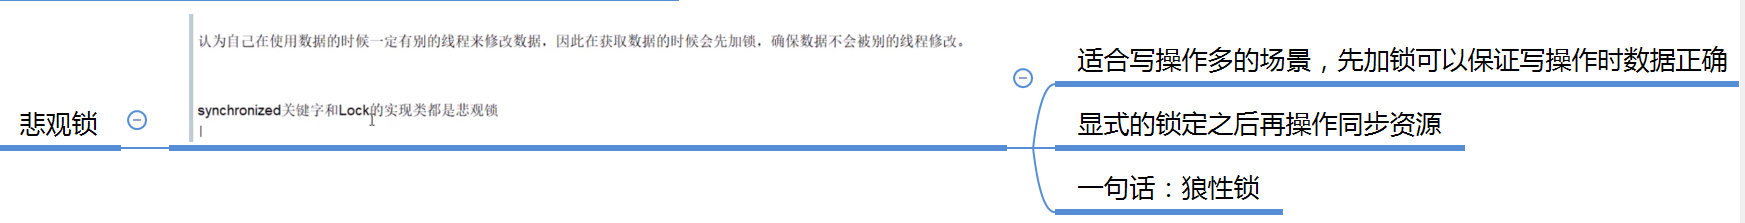 悲观锁
认为自己在使用数据的时候一定有别的线程来修改数据，因此在获取数据的时候会先加锁，确保数据不会被别的线程修改。
synchronized关键字和Lock的实现类都是悲观锁
适合写操作多的场景，先加锁可以保证写操作时数据正确
显式的锁定之后再操作同步资源
一句话：狼性锁